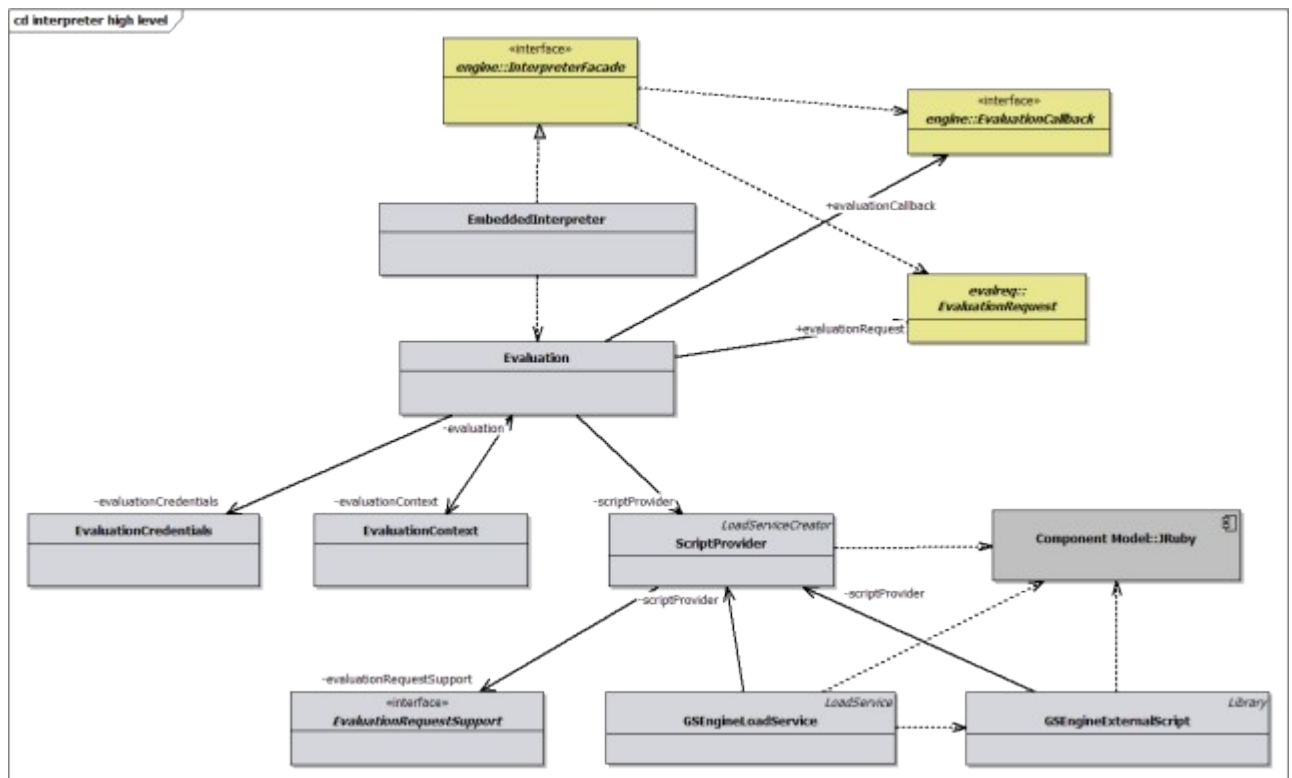 cd interpreter high level
«interface»
engine::InterpreterFacade
«interface»
engine::EvaluationCallback
EmbeddedInterpreter
+evaluationCallback
evalreq::
EvaluationRequest
+evaluationRequest
Evaluation
-evaluation
-evaluationCredentials
-evaluationContext
-scriptProvider
EvaluationCredentials
EvaluationContext
LoadServiceCreator
ScriptProvider
Component Model::JRuby
-scriptProvider
-scriptProvider
-evaluationRequestSupport
«interface»
EvaluationRequestSupport
LoadService
GSEngineLoadService
Library
GSEngineExternalScript